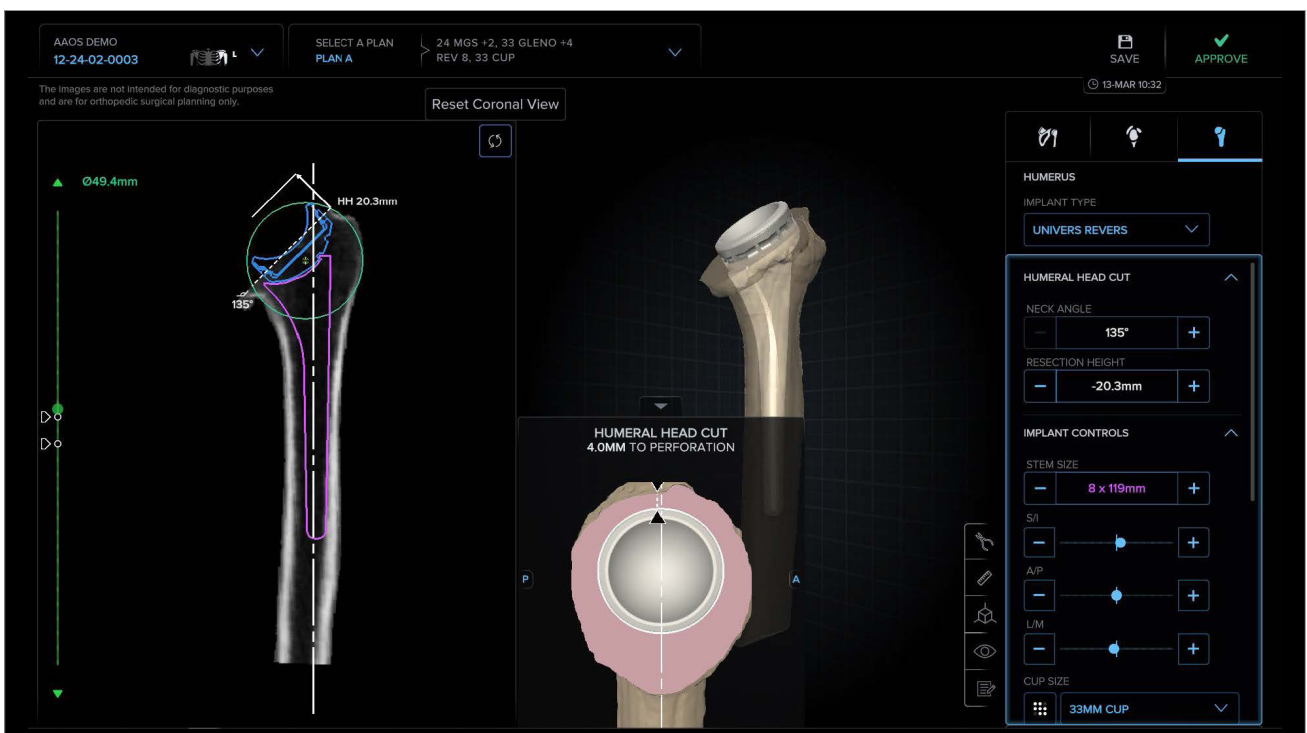 AAOS DEMO
12-24-02-0003
L
SELECT A PLAN
PLAN A
24 MGS +2, 33 GLENO +4
REV 8, 33 CUP
SAVE
APPROVE
13-MAR 10:32
The images are not intended for diagnostic purposes
and are for orthopedic surgical planning only.
Reset Coronal View
Ø49.4mm
HH 20.3mm
135°
HUMERAL HEAD CUT
4.0MM TO PERFORATION
P
A
HUMERUS
IMPLANT TYPE
UNIVERS REVERS
HUMERAL HEAD CUT
NECK ANGLE
135°
RESECTION HEIGHT
-20.3mm
IMPLANT CONTROLS
STEM SIZE
8 x 119mm
S/I
A/P
L/M
CUP SIZE
33MM CUP